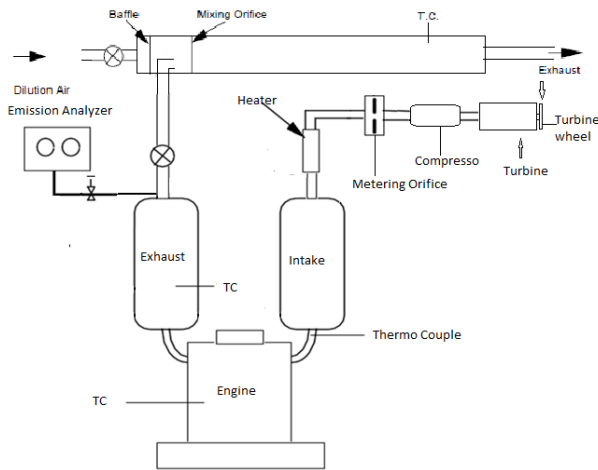 Baffle
Mixing Orifice
T.C.
Dilution Air
Exhaust
Emission Analyzer
Heater
Turbine
wheel
Compresso
Turbine
Metering Orifice
Exhaust
Intake
TC
Thermo Couple
Engine
TC